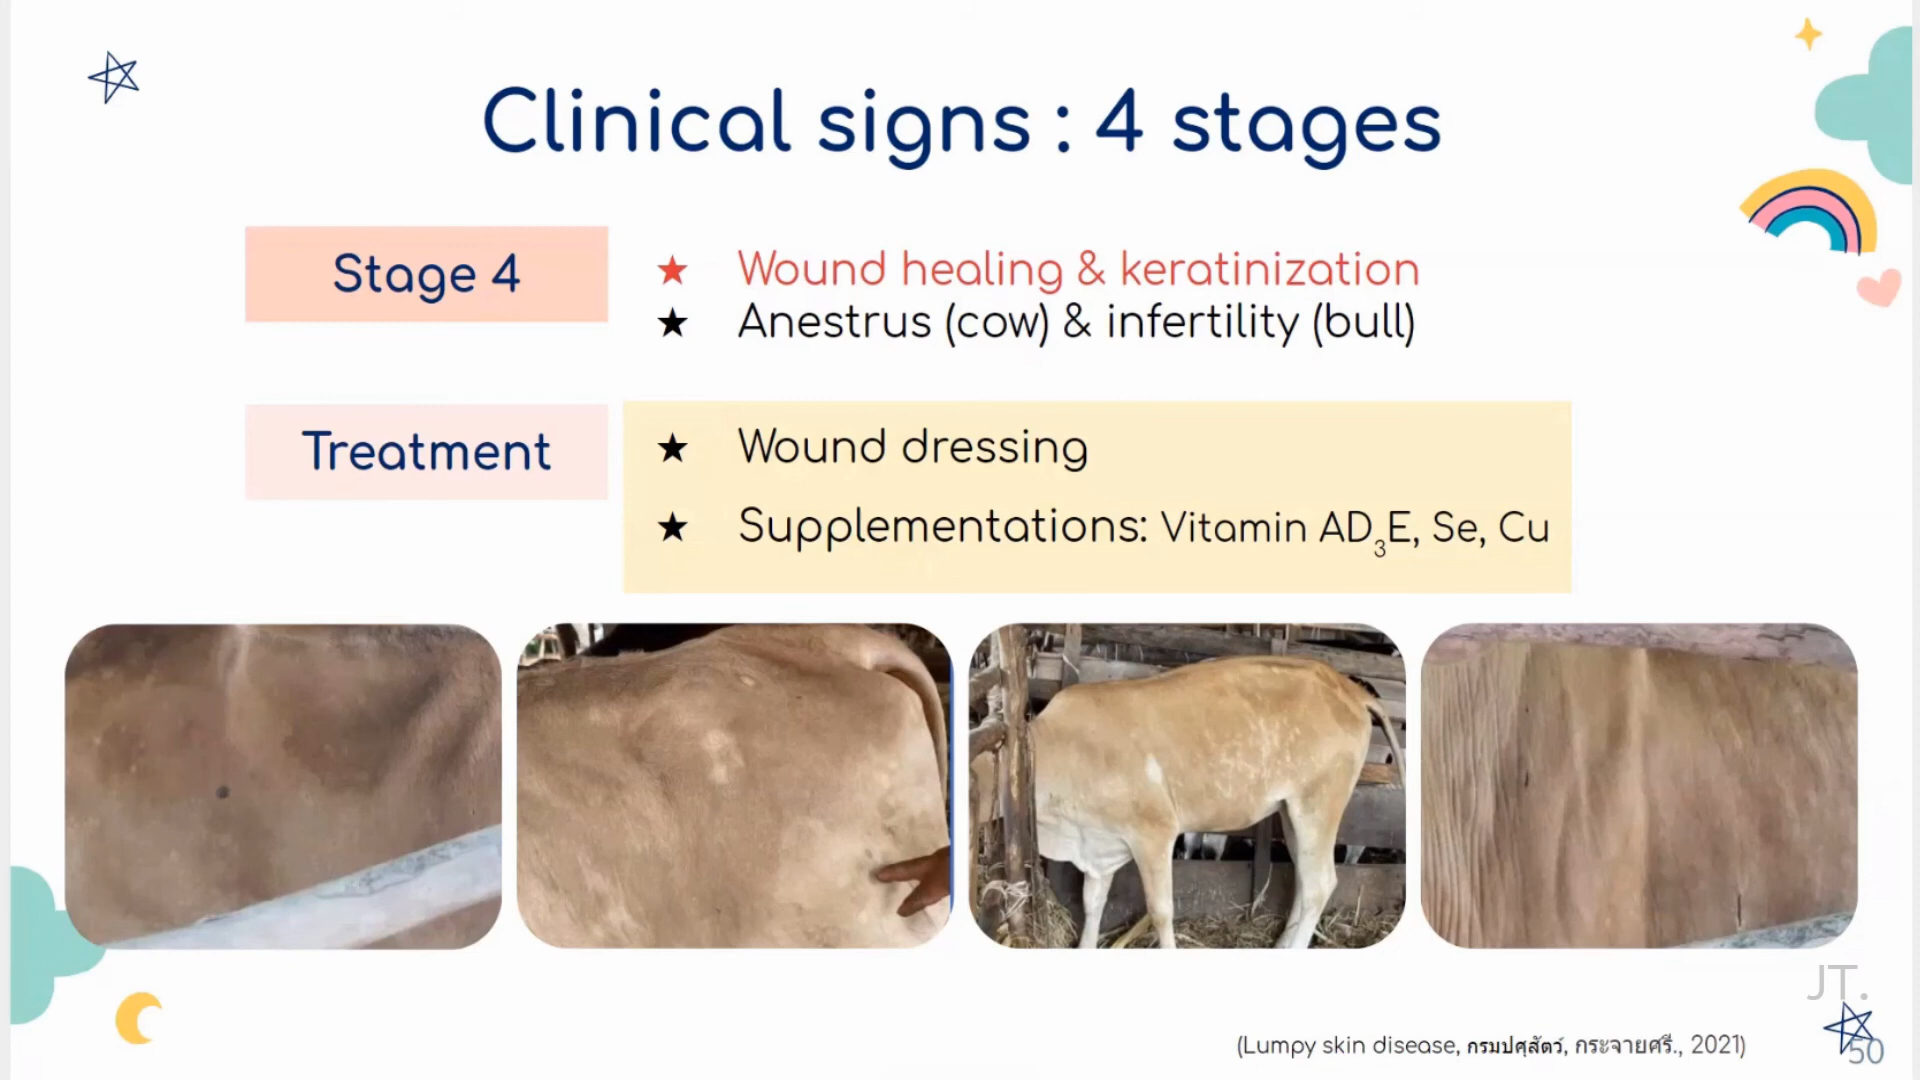 Clinical signs : 4 stages
Stage 4
★ Wound healing & keratinization
★ Anestrus (cow) & infertility (bull)
Treatment
★ Wound dressing
★ Supplementations: Vitamin AD₃E, Se, Cu
JT.
(Lumpy skin disease, กรมปศุสัตว์, กระจายศรี., 2021)
50